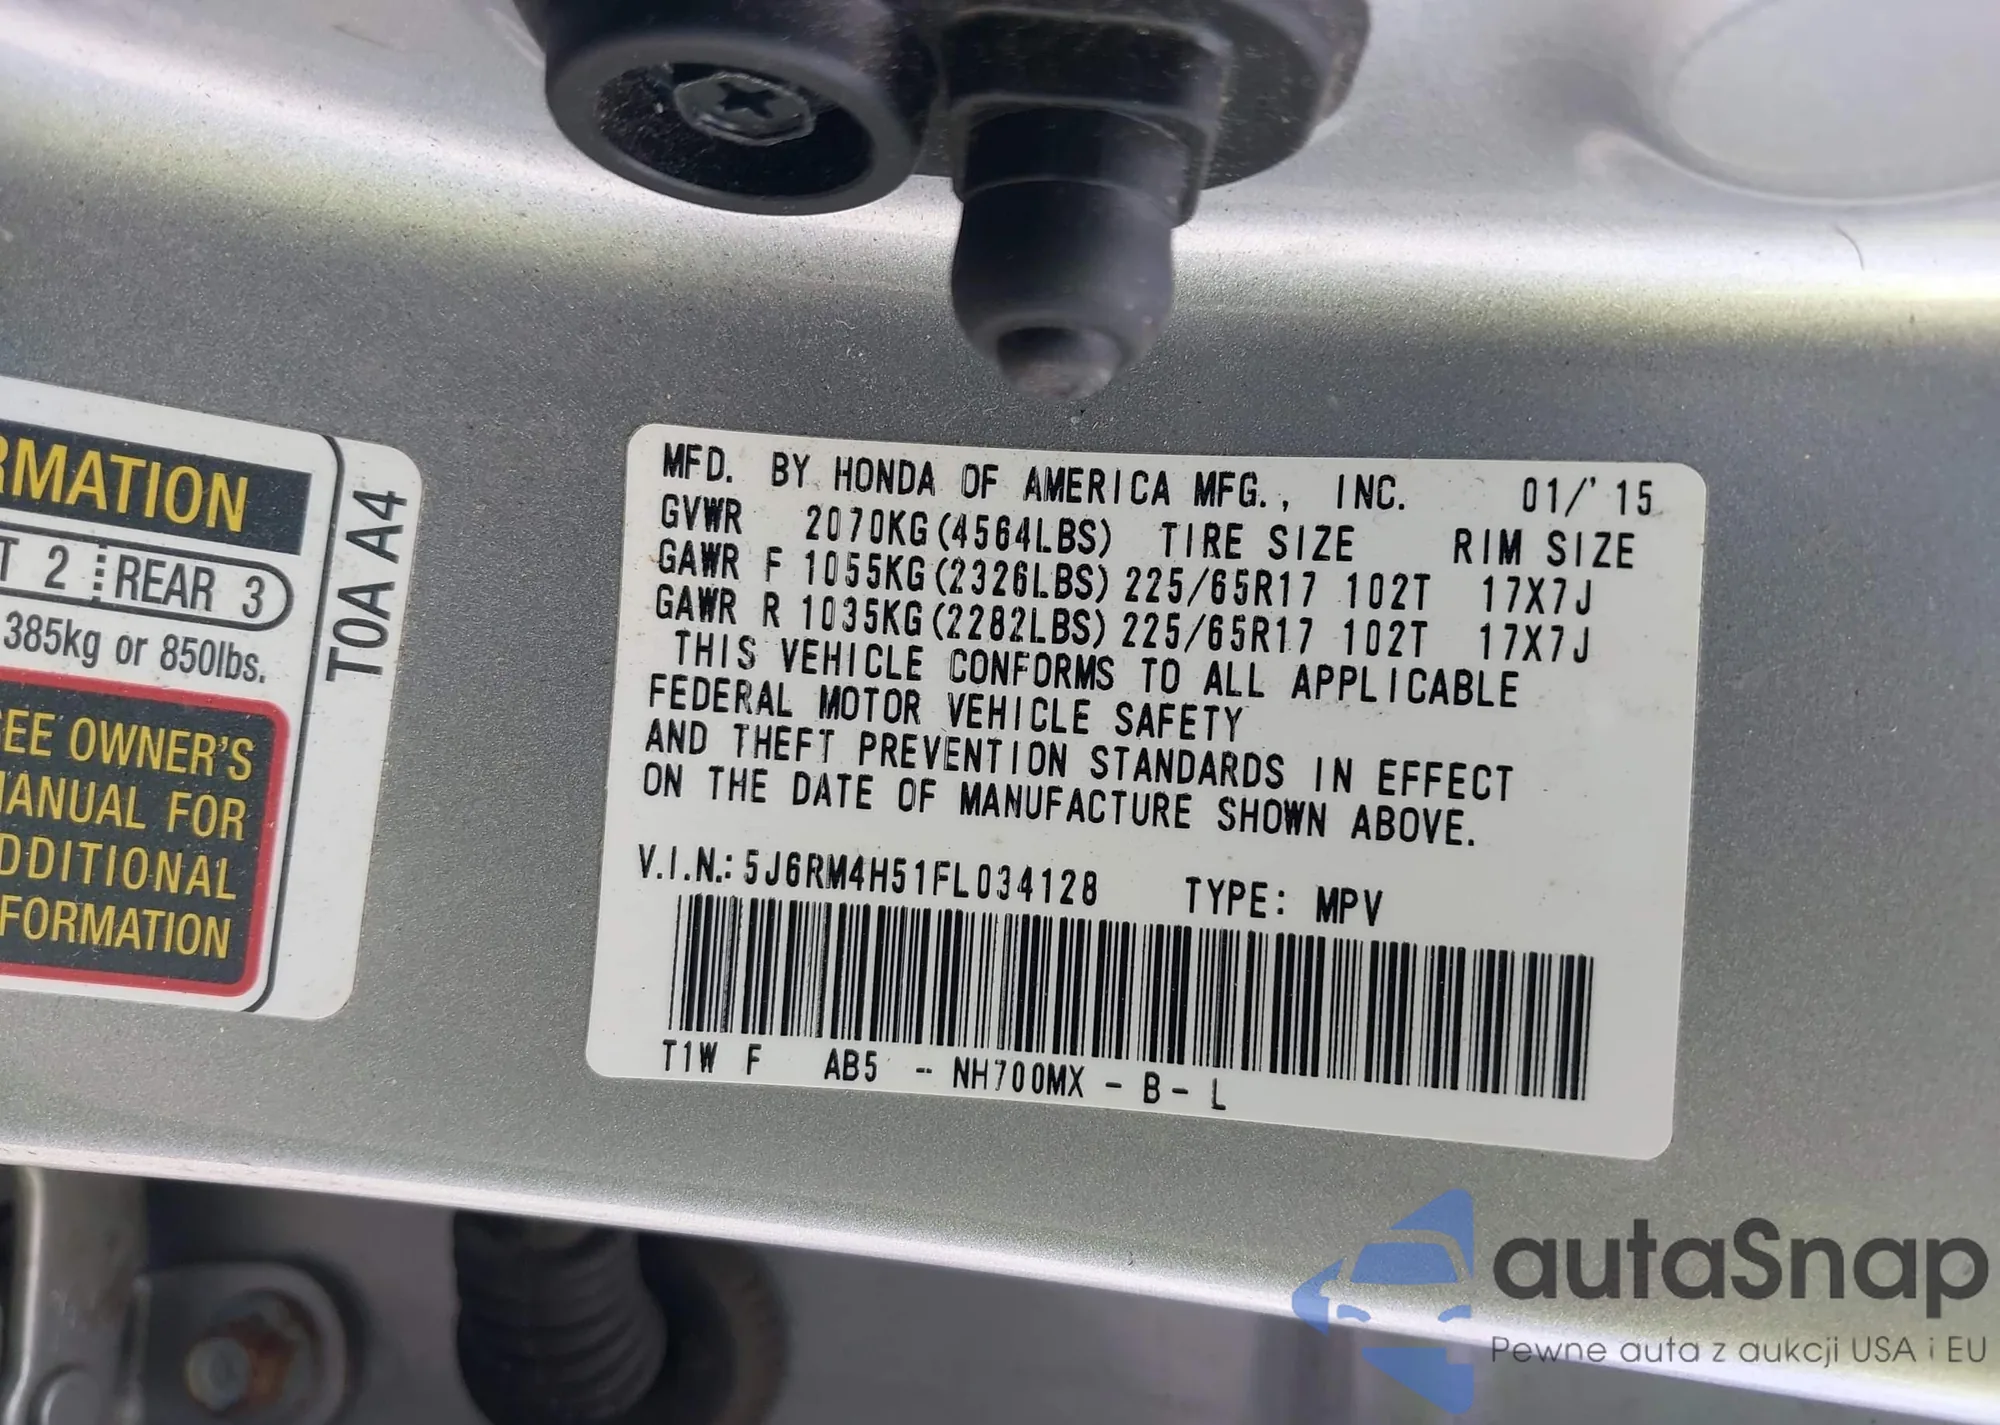 RMATION
T 2 REAR 3
385kg or 850lbs.
EE OWNER'S
MANUAL FOR
DDITIONAL
FORMATION
T0A A4
MFD. BY HONDA OF AMERICA MFG., INC. 01/'15
GVWR 2070KG(4564LBS) TIRE SIZE RIM SIZE
GAWR F 1055KG(2326LBS) 225/65R17 102T 17X7J
GAWR R 1035KG(2282LBS) 225/65R17 102T 17X7J
THIS VEHICLE CONFORMS TO ALL APPLICABLE
FEDERAL MOTOR VEHICLE SAFETY
AND THEFT PREVENTION STANDARDS IN EFFECT
ON THE DATE OF MANUFACTURE SHOWN ABOVE.
V.I.N.: 5J6RM4H51FL034128 TYPE: MPV
T1W F AB5 - NH700MX - B - L
autaSnap
Pewne auta z aukcji USA i EU